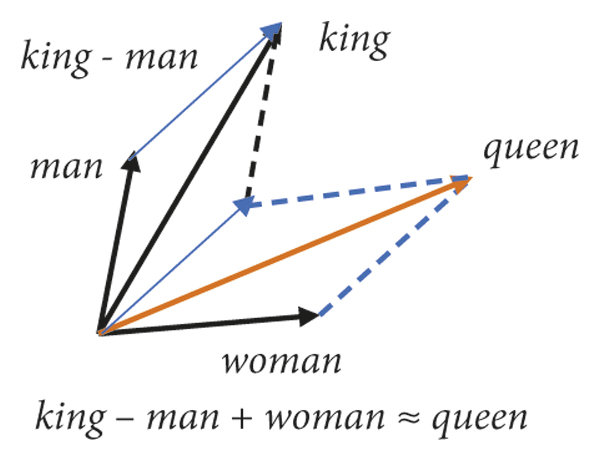 king
king - man
queen
man
woman
king – man + woman ≈ queen